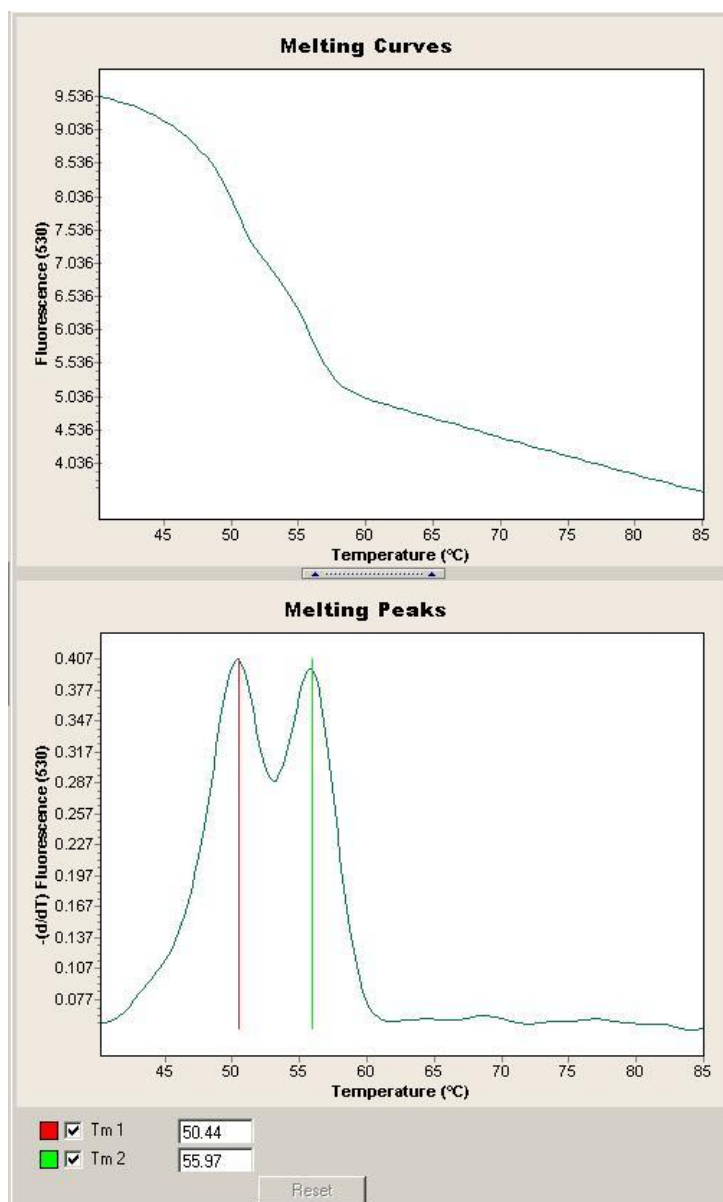 Melting Curves
Fluorescence (530)
9.536
9.036
8.536
8.036
7.536
7.036
6.536
6.036
5.536
5.036
4.536
4.036
45 50 55 60 65 70 75 80 85
Temperature (°C)
Melting Peaks
-(d/dT) Fluorescence (530)
0.407
0.377
0.347
0.317
0.287
0.257
0.227
0.197
0.167
0.137
0.107
0.077
45 50 55 60 65 70 75 80 85
Temperature (°C)
Tm 1 50.44
Tm 2 55.97
Reset